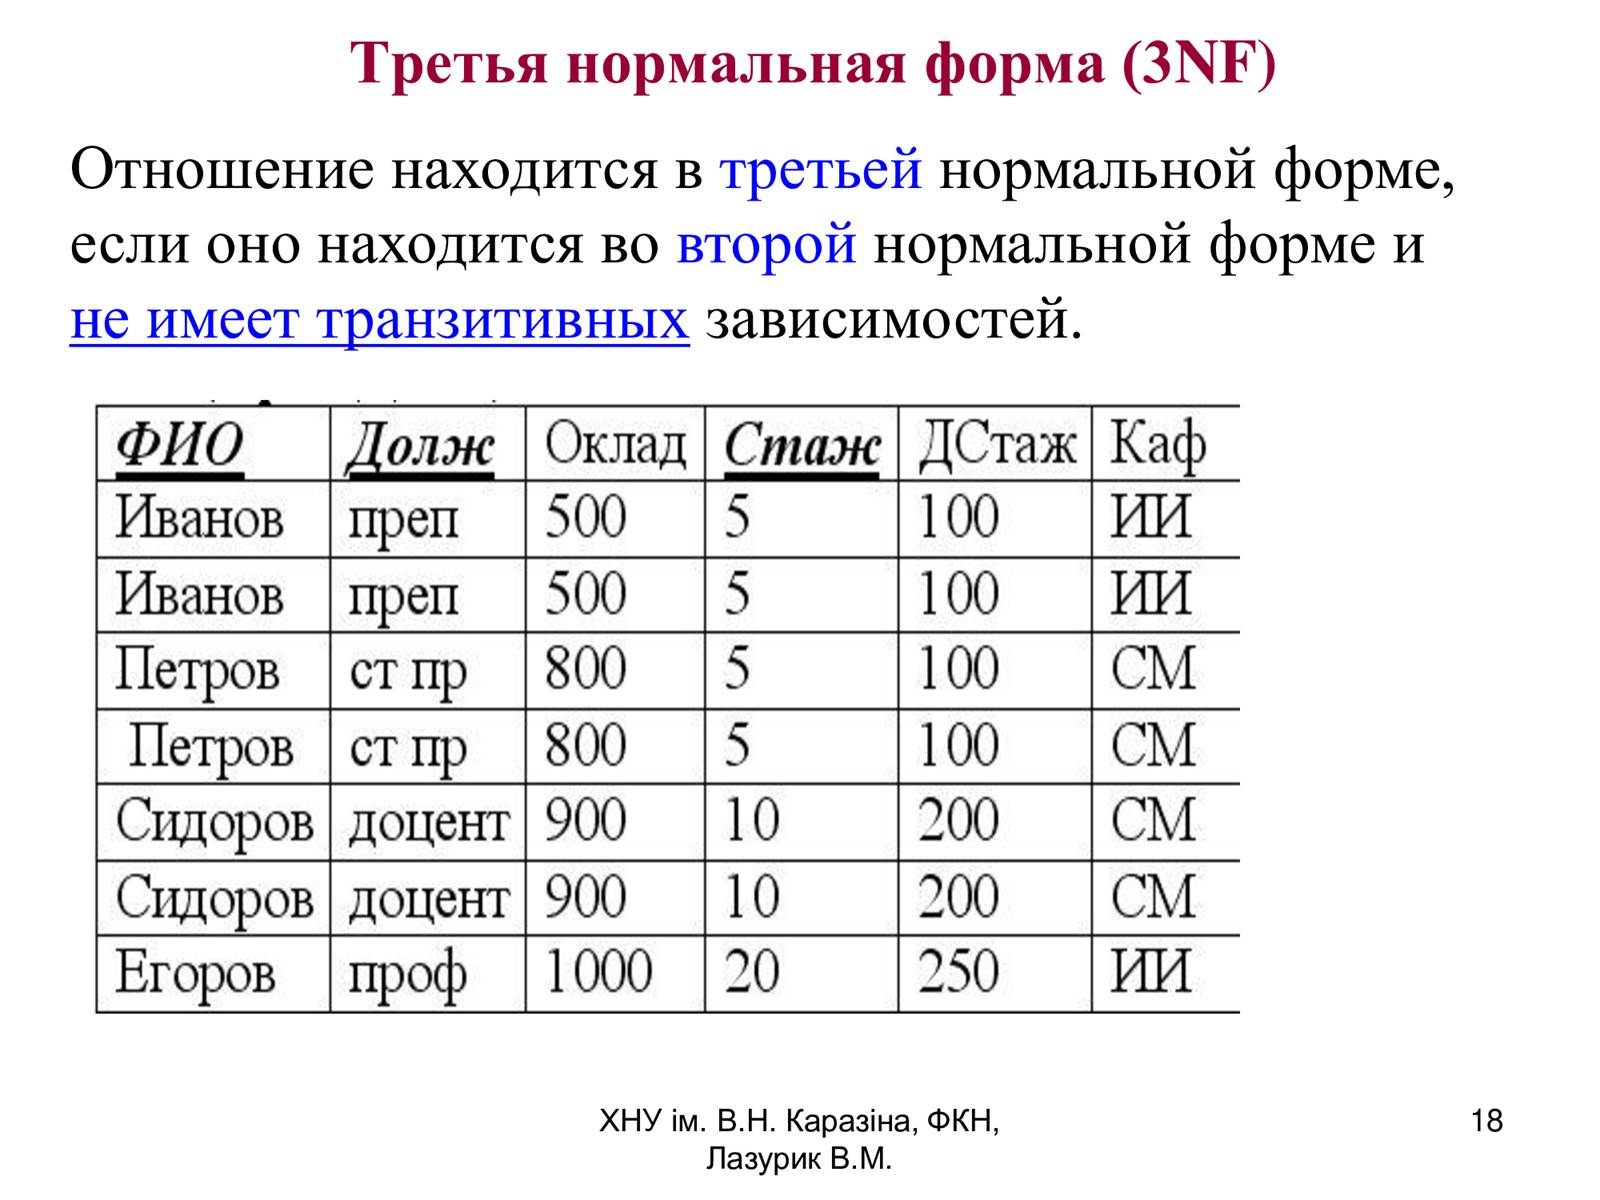 Третья нормальная форма (3NF)
Отношение находится в третьей нормальной форме,
если оно находится во второй нормальной форме и
не имеет транзитивных зависимостей.
ФИО Долж Оклад Стаж ДСтаж Каф
Иванов преп 500 5 100 ИИ
Иванов преп 500 5 100 ИИ
Петров ст пр 800 5 100 СМ
Петров ст пр 800 5 100 СМ
Сидоров доцент 900 10 200 СМ
Сидоров доцент 900 10 200 СМ
Егоров проф 1000 20 250 ИИ
ХНУ ім. В.Н. Каразіна, ФКН,
Лазурик В.М.
18